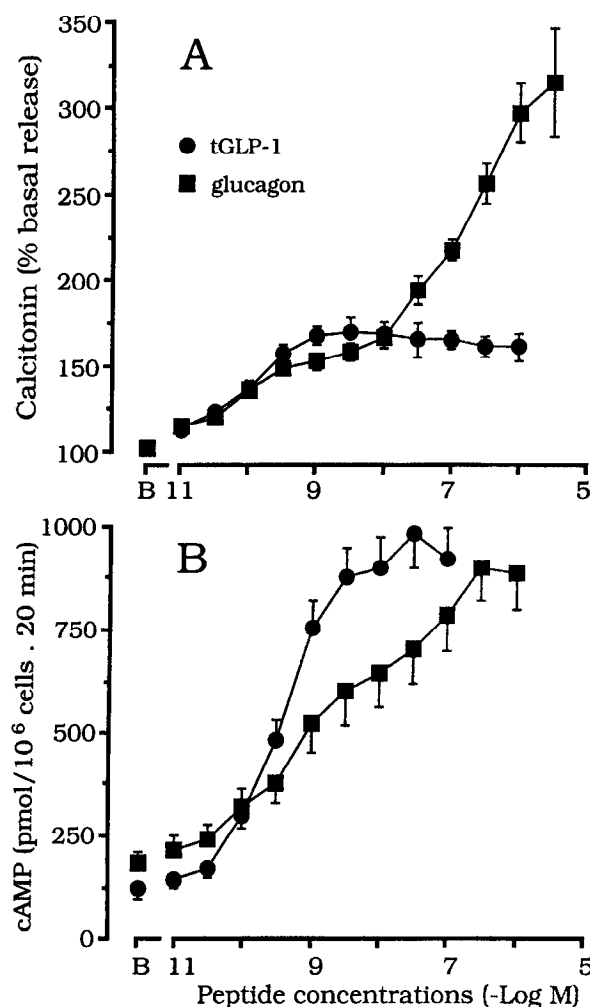 350
300
250
200
150
100
Calcitonin (% basal release)
A
tGLP-1
glucagon
B 11 9 7 5
1000
750
500
250
0
cAMP (pmol/10⁶ cells . 20 min)
B
B 11 9 7 5
Peptide concentrations (-Log M)